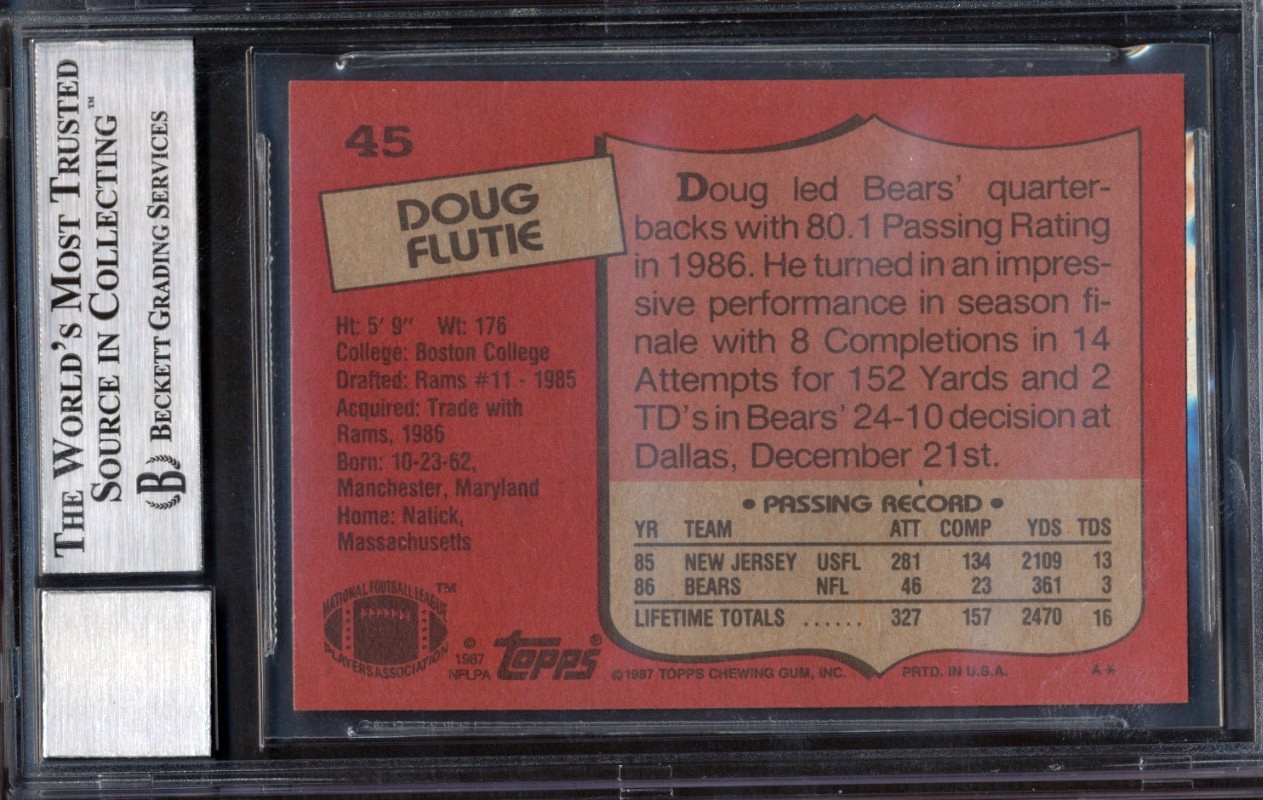 THE WORLD'S MOST TRUSTED
SOURCE IN COLLECTING™
B BECKETT GRADING SERVICES
45
DOUG
FLUTIE
Ht: 5' 9" Wt: 176
College: Boston College
Drafted: Rams #11 - 1985
Acquired: Trade with
Rams, 1986
Born: 10-23-62,
Manchester, Maryland
Home: Natick,
Massachusetts
Doug led Bears' quarter-
backs with 80.1 Passing Rating
in 1986. He turned in an impres-
sive performance in season fi-
nale with 8 Completions in 14
Attempts for 152 Yards and 2
TD's in Bears' 24-10 decision at
Dallas, December 21st.
• PASSING RECORD •
YR TEAM ATT COMP YDS TDS
85 NEW JERSEY USFL 281 134 2109 13
86 BEARS NFL 46 23 361 3
LIFETIME TOTALS ...... 327 157 2470 16
NATIONAL FOOTBALL LEAGUE ™
PLAYERS ASSOCIATION
© 1987
NFLPA
topps®
© 1987 TOPPS CHEWING GUM, INC. PRTD. IN U.S.A. A*